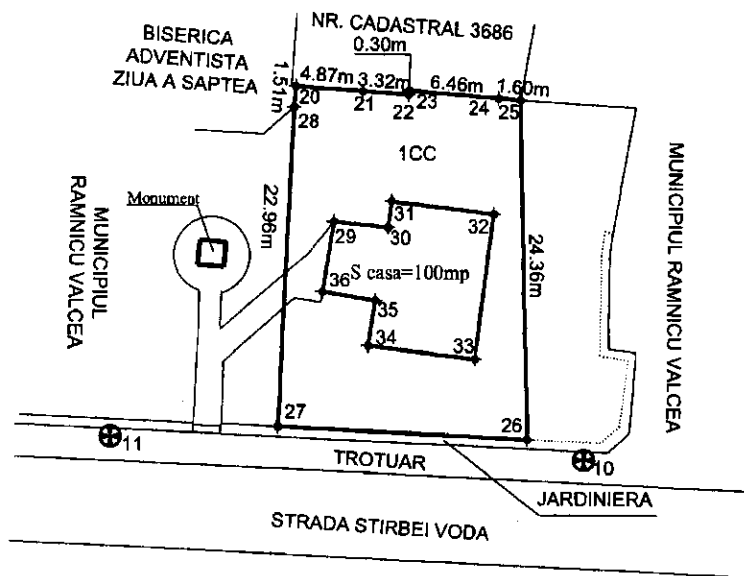 NR. CADASTRAL 3686
BISERICA
ADVENTISTA
ZIUA A SAPTEA
0.30m
1.51m
4.87m
3.32m
6.46m
1.60m
20
21
22
23
24
25
28
1CC
MUNICIPIUL
RAMNICU VALCEA
Monument
22.96m
31
32
29
30
S casa=100mp
24.36m
MUNICIPIUL RAMNICU VALCEA
36
35
34
33
27
26
11
TROTUAR
10
JARDINIERA
STRADA STIRBEI VODA